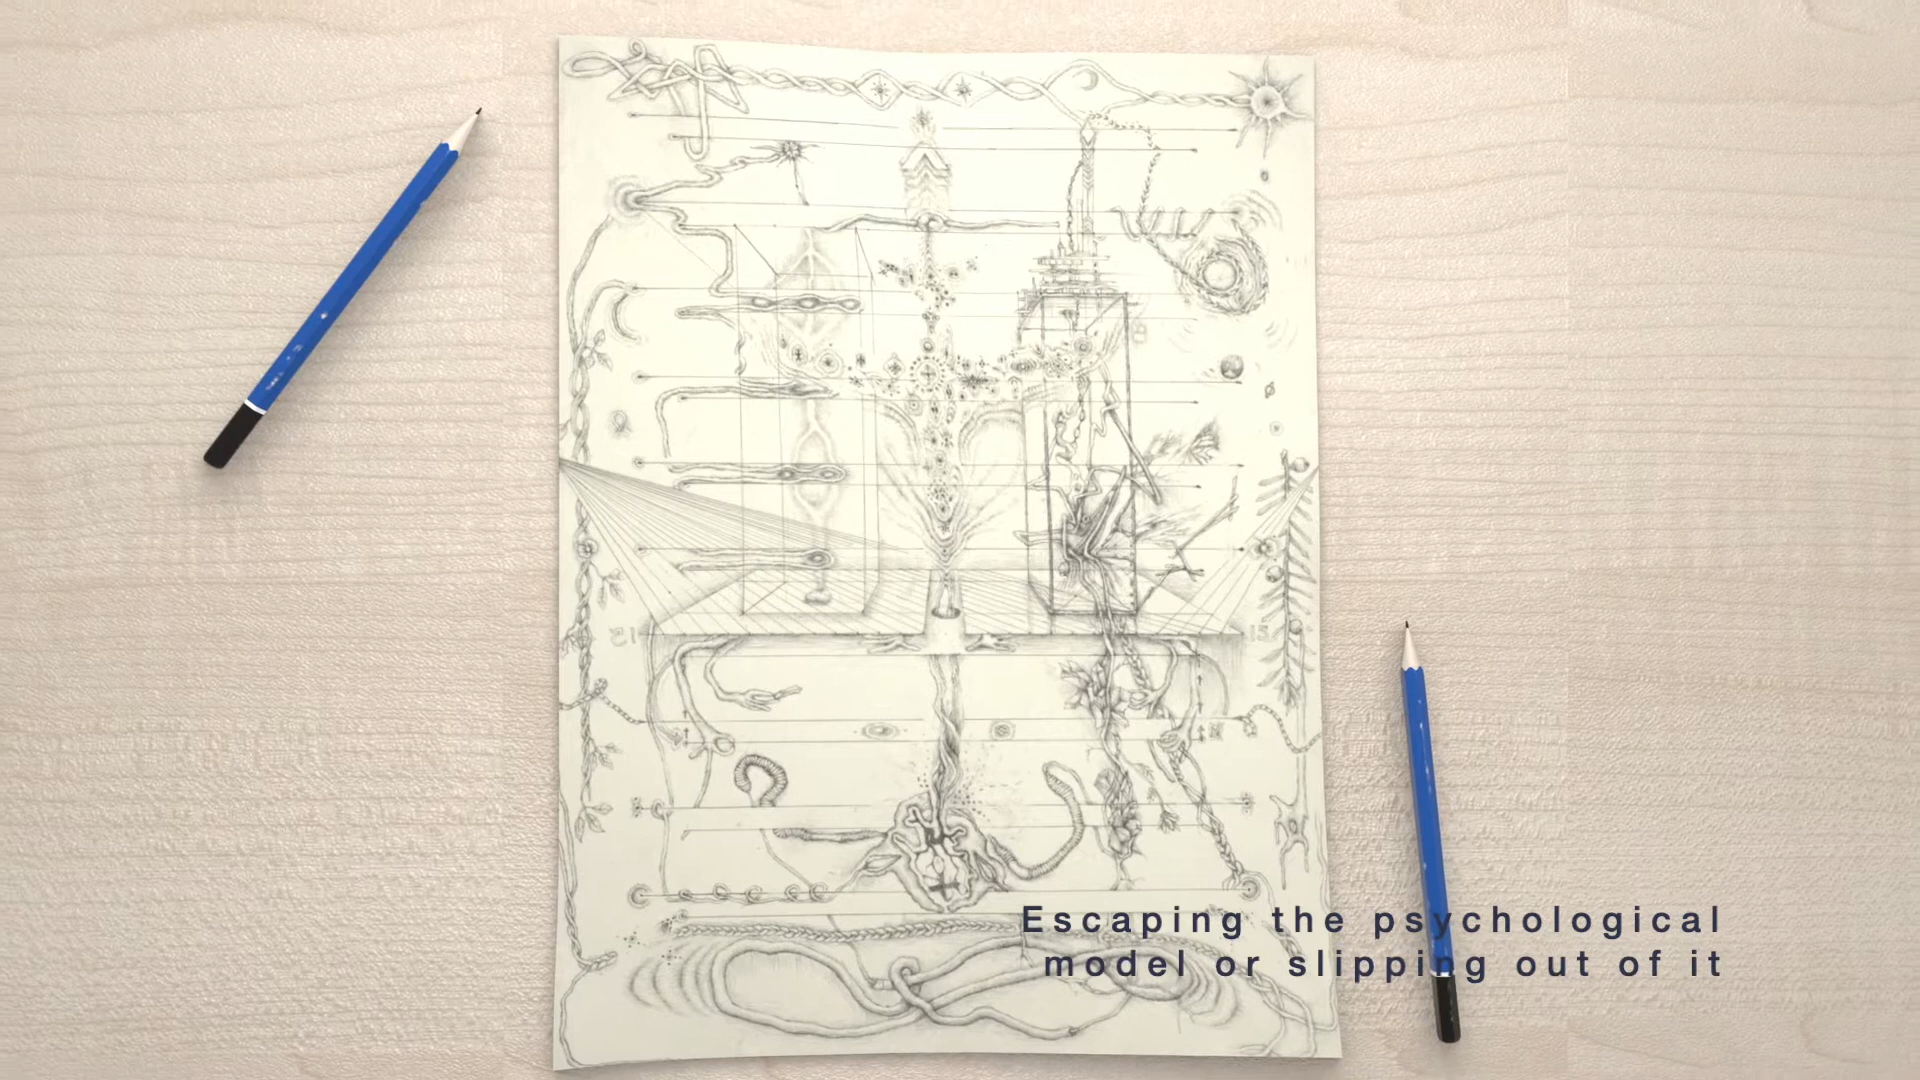 Escaping the psychological
model or slipping out of it